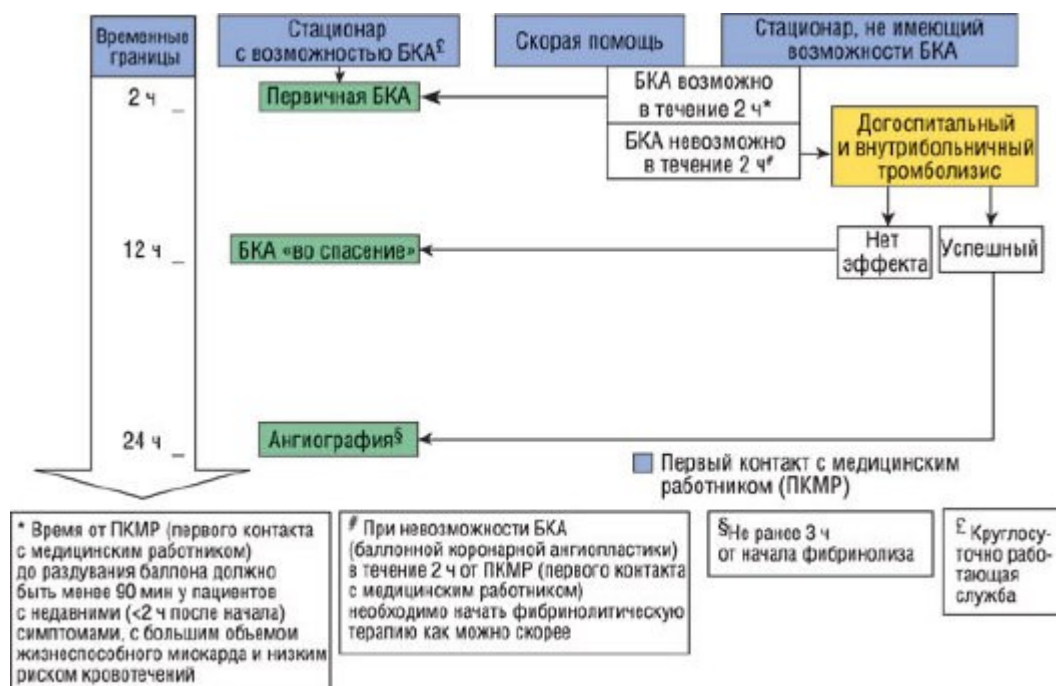 Временные
границы
Стационар
с возможностью БКА£
Скорая помощь
Стационар, не имеющий
возможности БКА
2 ч
Первичная БКА
БКА возможно
в течение 2 ч*
БКА невозможно
в течение 2 ч#
Догоспитальный
и внутрибольничный
тромболизис
12 ч
БКА «во спасение»
Нет
эффекта
Успешный
24 ч
Ангиография§
Первый контакт с медицинским
работником (ПКМР)
* Время от ПКМР (первого контакта
с медицинским работником)
до раздувания баллона должно
быть менее 90 мин у пациентов
с недавними (<2 ч после начала)
симптомами, с большим объемом
жизнеспособного миокарда и низким
риском кровотечений
# При невозможности БКА
(баллонной коронарной ангиопластики)
в течение 2 ч от ПКМР (первого контакта
с медицинским работником)
необходимо начать фибринолитическую
терапию как можно скорее
§Не ранее 3 ч
от начала фибринолиза
£ Круглосу-
точно рабо-
тающая
служба